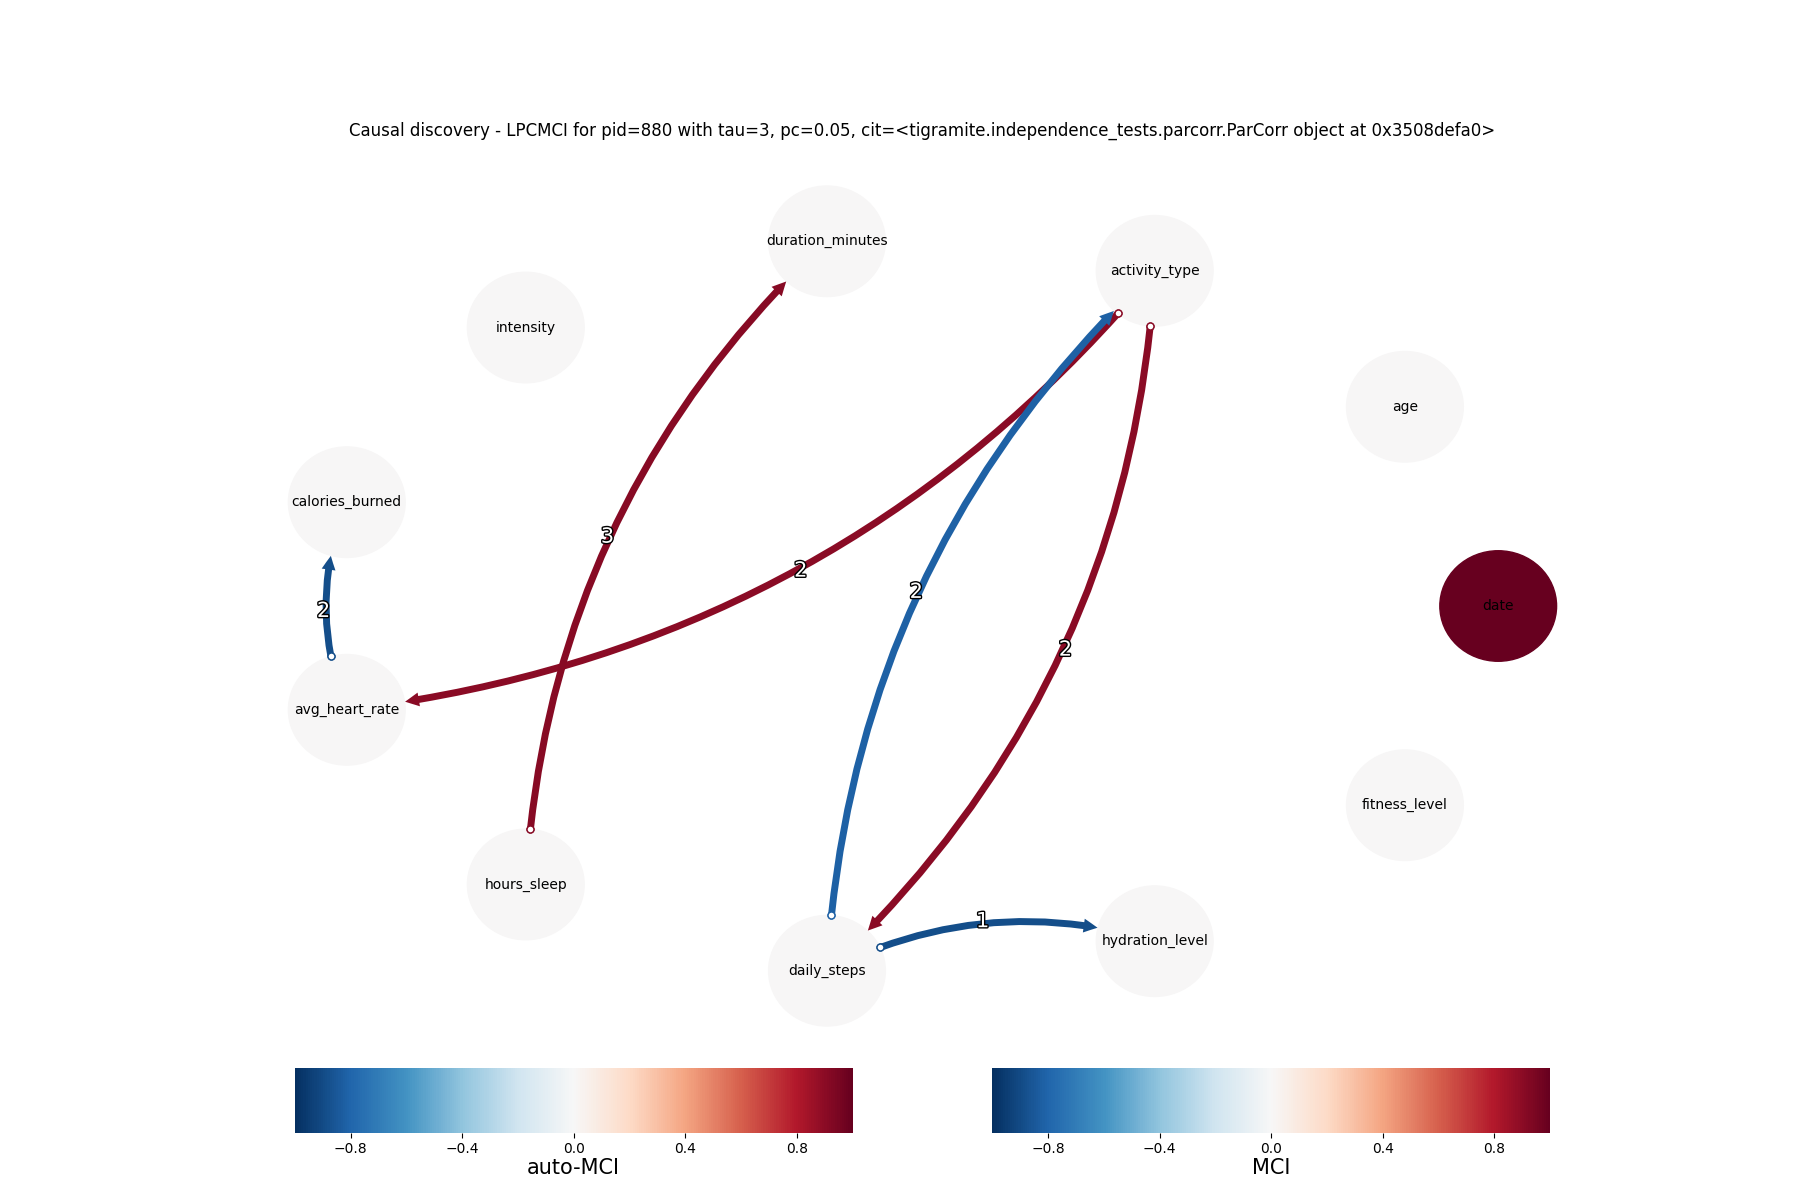 Causal discovery - LPCMCI for pid=880 with tau=3, pc=0.05, cit=<tigramite.independence_tests.parcorr.ParCorr object at 0x3508defa0>
duration_minutes
activity_type
intensity
age
calories_burned
3
2
2
date
2
2
avg_heart_rate
fitness_level
hours_sleep
1
hydration_level
daily_steps
−0.8 −0.4 0.0 0.4 0.8
auto-MCI
−0.8 −0.4 0.0 0.4 0.8
MCI